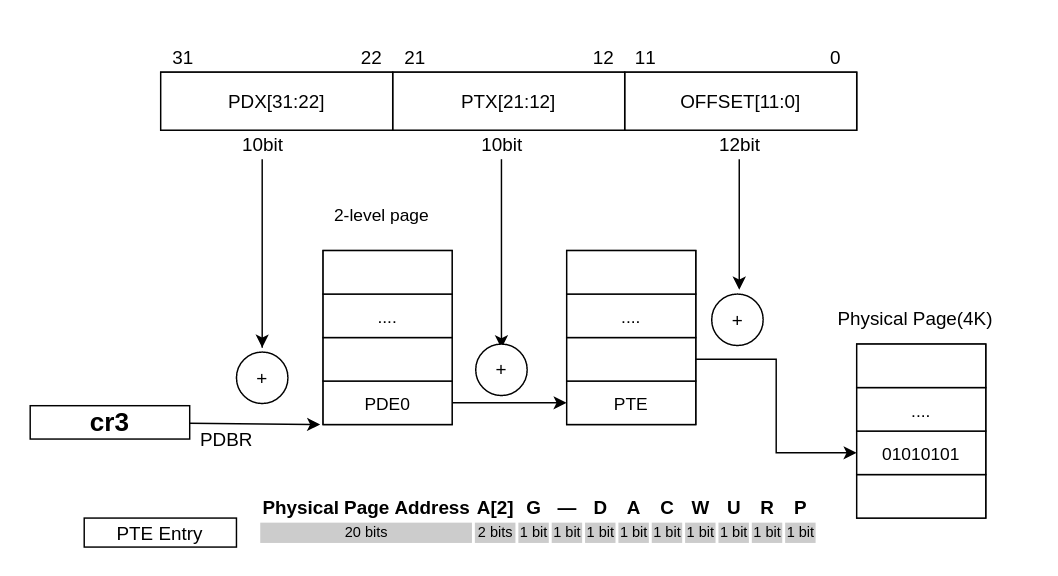 31 22 21 12 11 0
PDX[31:22] PTX[21:12] OFFSET[11:0]
10bit 10bit 12bit
2-level page
Physical Page(4K)
.... ....
+ + +
PDE0 PTE
cr3
PDBR
....
01010101
Physical Page Address A[2] G — D A C W U R P
PTE Entry
20 bits 2 bits 1 bit 1 bit 1 bit 1 bit 1 bit 1 bit 1 bit 1 bit 1 bit